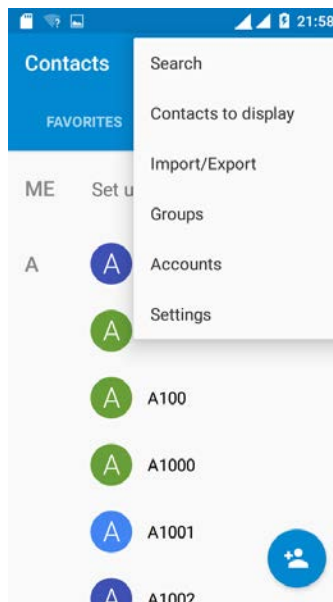 21:58
Contacts
Search
Contacts to display
FAVORITES
Import/Export
ME
Set u
Groups
A
A
Accounts
Settings
A
A
A100
A
A1000
A
A1001
A
A1002